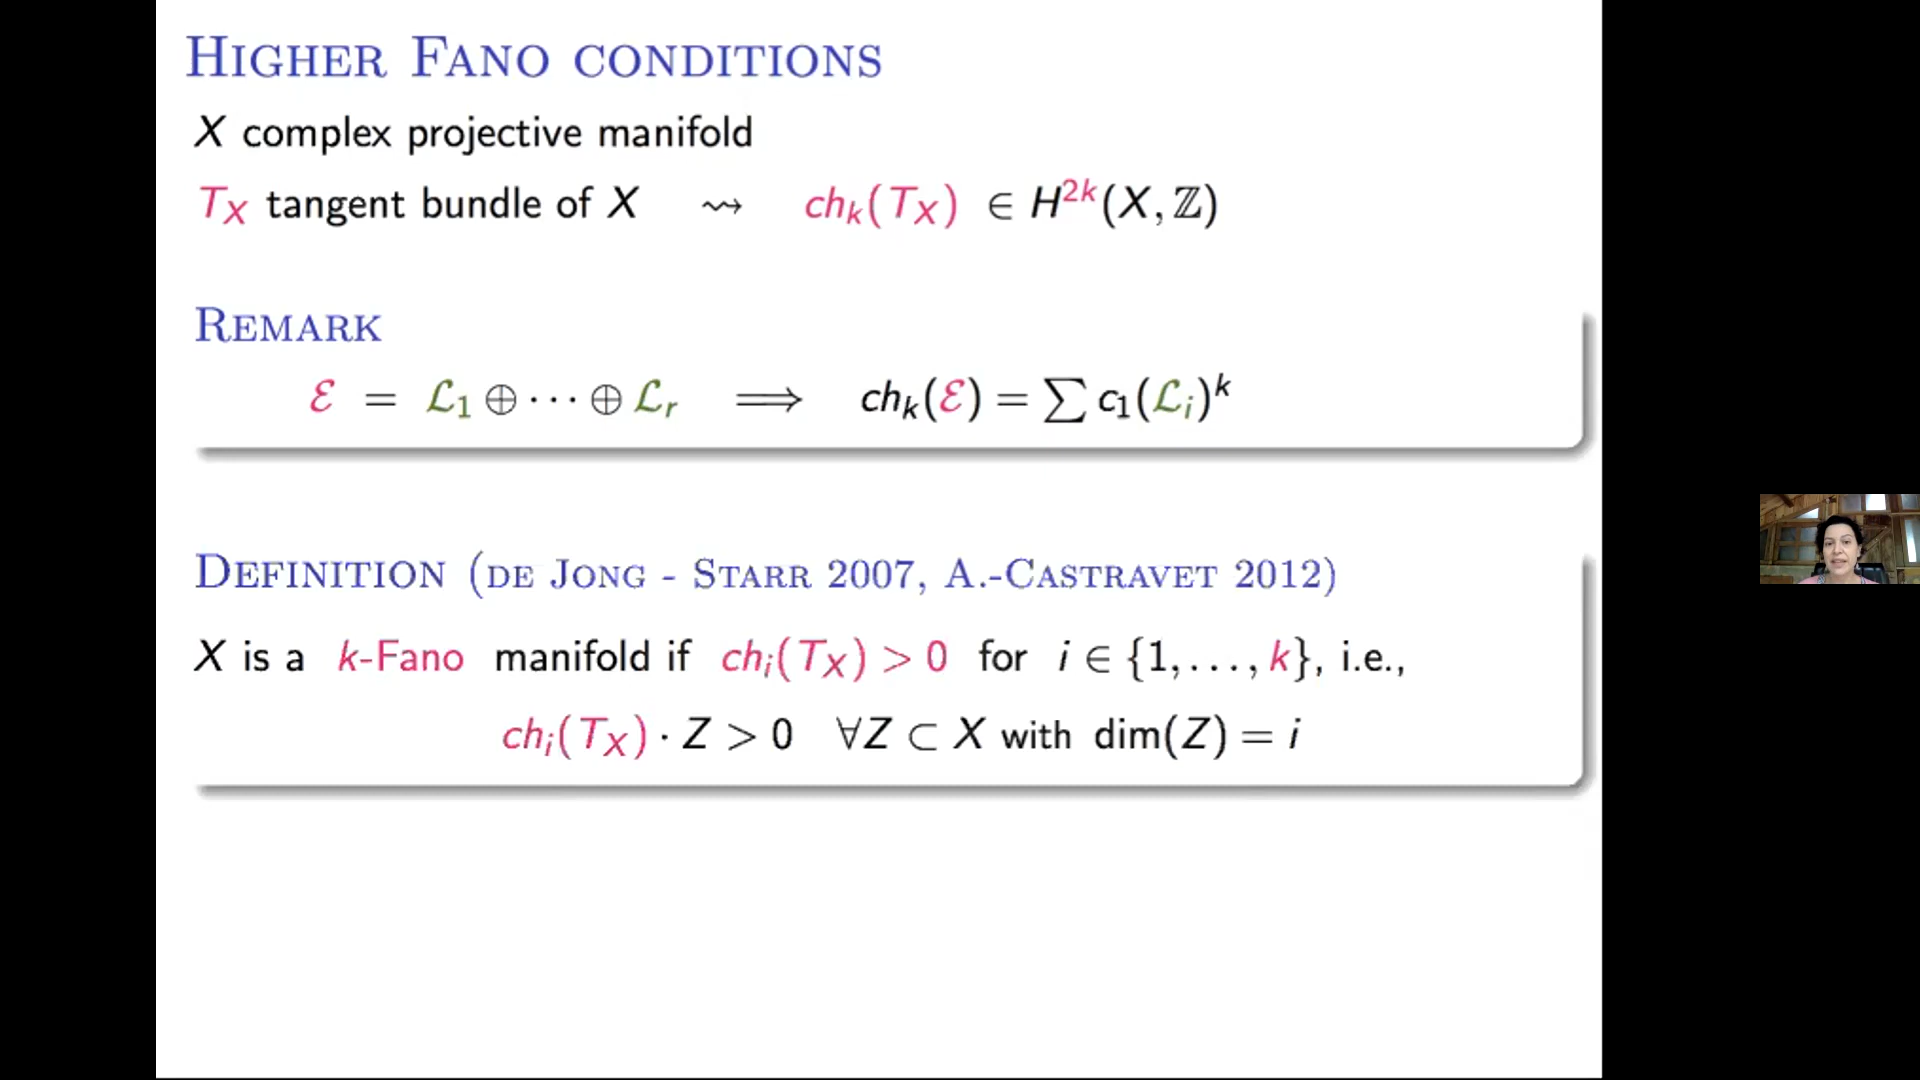 HIGHER FANO CONDITIONS
X complex projective manifold
T_X tangent bundle of X ⇝ ch_k(T_X) ∈ H^{2k}(X, ℤ)
REMARK
ℰ = ℒ_1 ⊕ ··· ⊕ ℒ_r ⟹ ch_k(ℰ) = ∑ c_1(ℒ_i)^k
DEFINITION (DE JONG - STARR 2007, A.-CASTRAVET 2012)
X is a k-Fano manifold if ch_i(T_X) > 0 for i ∈ {1, . . . , k}, i.e.,
ch_i(T_X) · Z > 0 ∀Z ⊂ X with dim(Z) = i